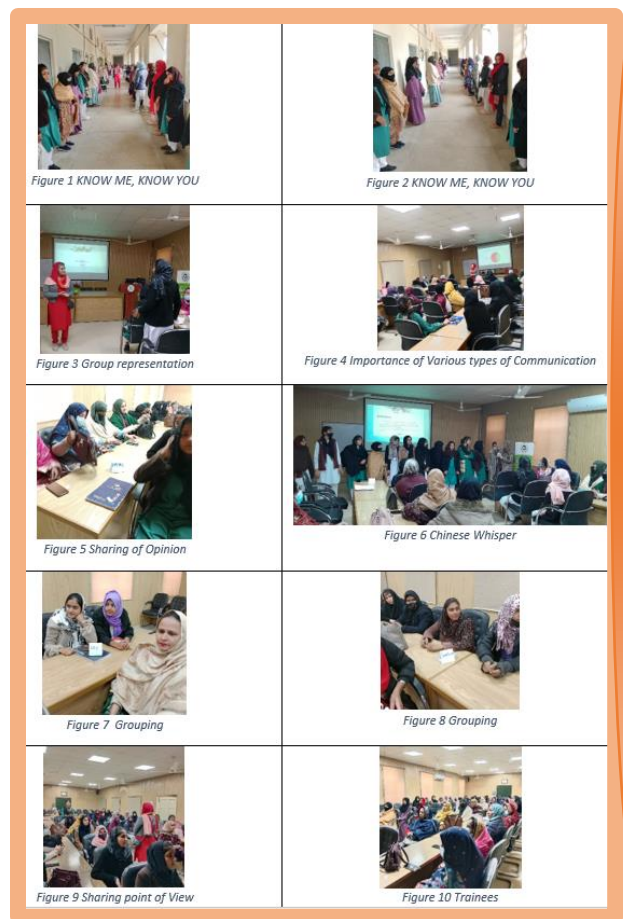 Figure 1 KNOW ME, KNOW YOU
Figure 2 KNOW ME, KNOW YOU
Figure 3 Group representation
Figure 4 Importance of Various types of Communication
Figure 5 Sharing of Opinion
Figure 6 Chinese Whisper
Figure 7  Grouping
Figure 8 Grouping
Figure 9 Sharing point of View
Figure 10 Trainees